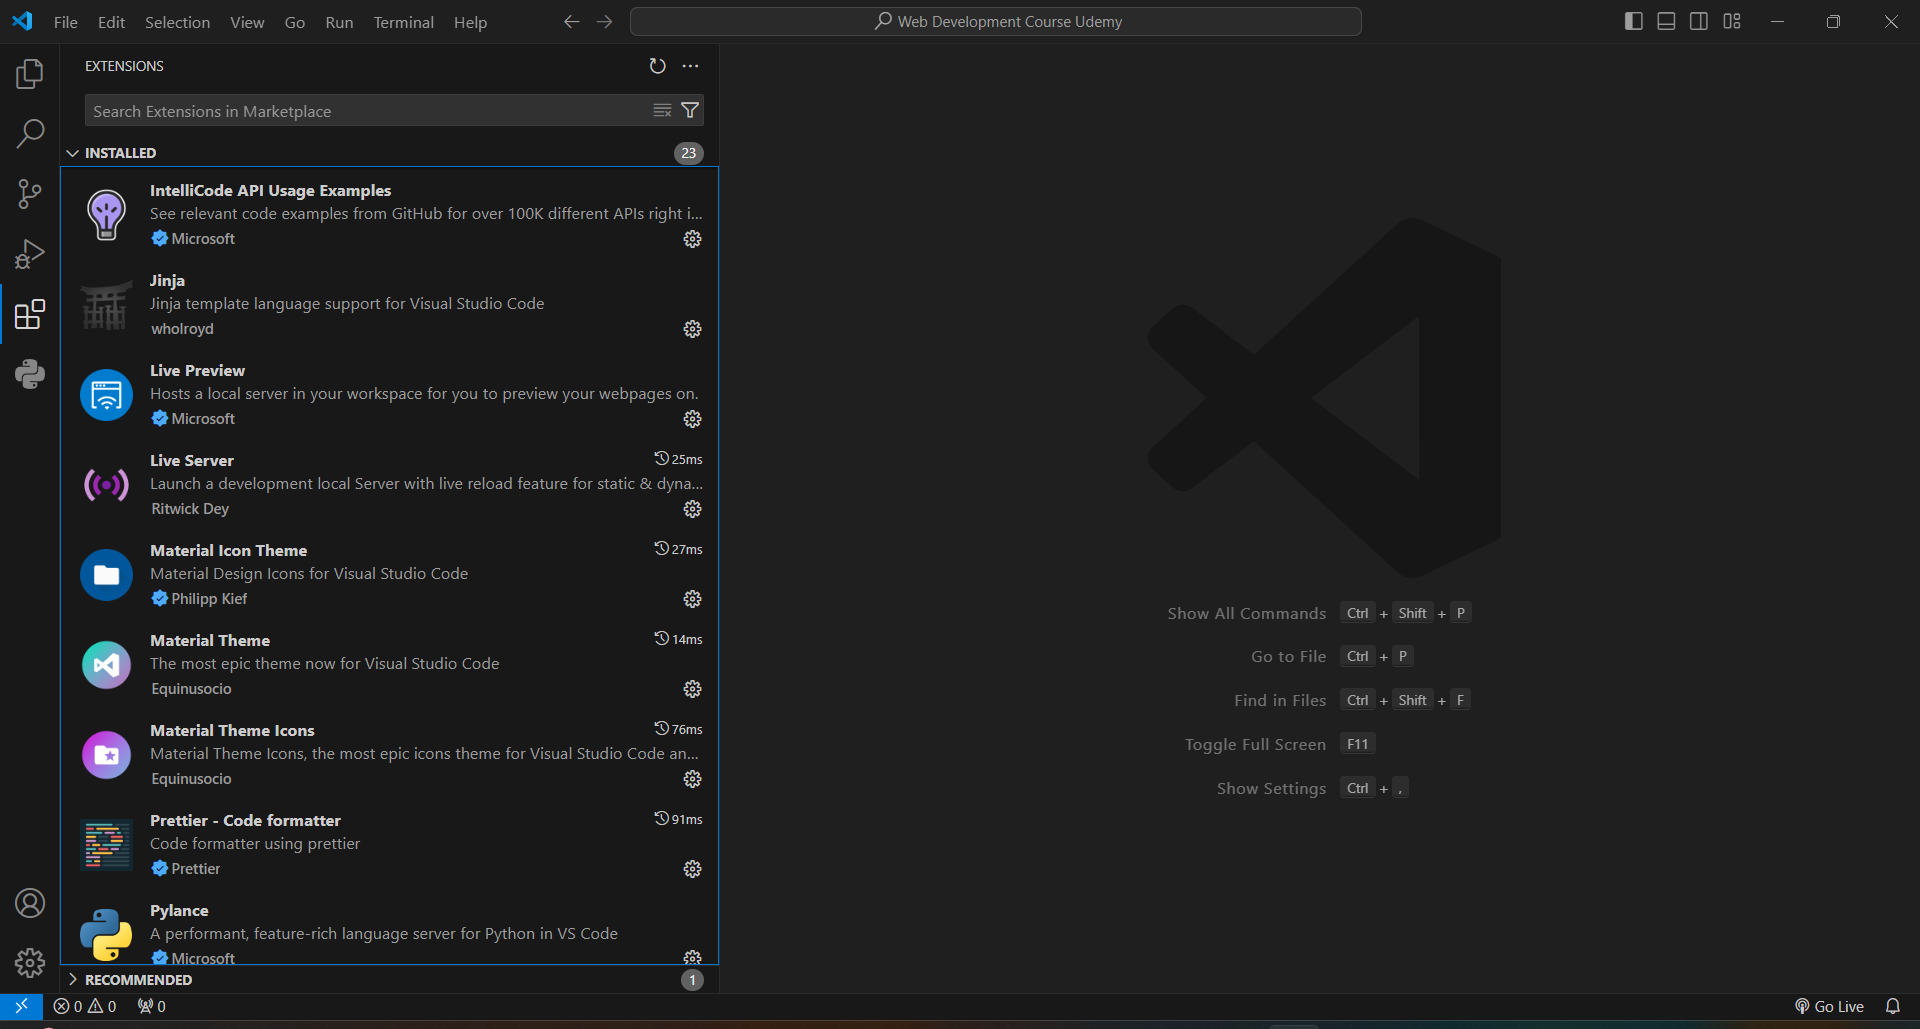 File Edit Selection View Go Run Terminal Help
Web Development Course Udemy
EXTENSIONS
Search Extensions in Marketplace
INSTALLED 23
IntelliCode API Usage Examples
See relevant code examples from GitHub for over 100K different APIs right i...
Microsoft
Jinja
Jinja template language support for Visual Studio Code
wholroyd
Live Preview
Hosts a local server in your workspace for you to preview your webpages on.
Microsoft
Live Server 25ms
Launch a development local Server with live reload feature for static & dyna...
Ritwick Dey
Material Icon Theme 27ms
Material Design Icons for Visual Studio Code
Philipp Kief
Material Theme 14ms
The most epic theme now for Visual Studio Code
Equinusocio
Material Theme Icons 76ms
Material Theme Icons, the most epic icons theme for Visual Studio Code an...
Equinusocio
Prettier - Code formatter 91ms
Code formatter using prettier
Prettier
Pylance
A performant, feature-rich language server for Python in VS Code
Microsoft
RECOMMENDED 1
Show All Commands Ctrl + Shift + P
Go to File Ctrl + P
Find in Files Ctrl + Shift + F
Toggle Full Screen F11
Show Settings Ctrl + ,
0 0 0
Go Live